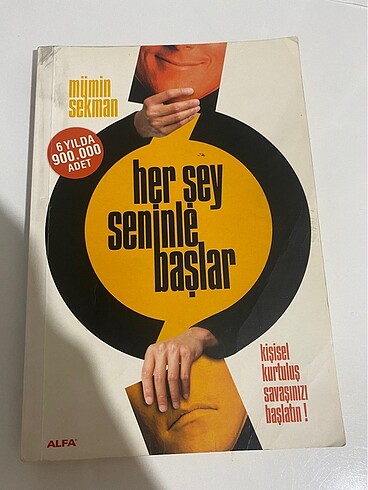 mümin
sekman
6 YILDA
900.000
ADET
her şey
seninle
başlar
kişisel
kurtuluş
savaşınızı
başlatın !
ALFA